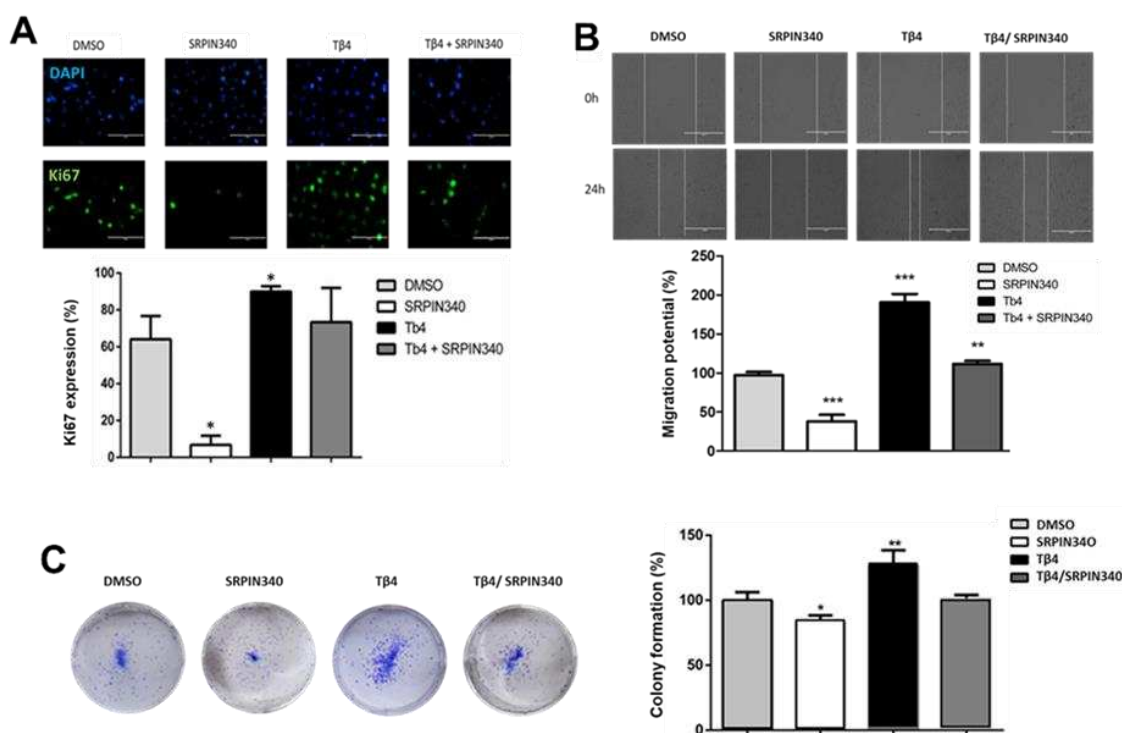 A
DMSO SRPIN340 Tβ4 Tβ4 + SRPIN340
DAPI
Ki67
100
80
60
40
20
0
Ki67 expression (%)
* *
DMSO
SRPIN340
Tb4
Tb4 + SRPIN340
B
DMSO SRPIN340 Tβ4 Tβ4/ SRPIN340
0h
24h
250
200
150
100
50
0
Migration potential (%)
*** *** **
DMSO
SRPIN340
Tb4
Tb4 + SRPIN340
C
DMSO SRPIN340 Tβ4 Tβ4/ SRPIN340
150
100
50
0
Colony formation (%)
* **
DMSO
SRPIN34O
Tβ4
Tβ4/SRPIN340